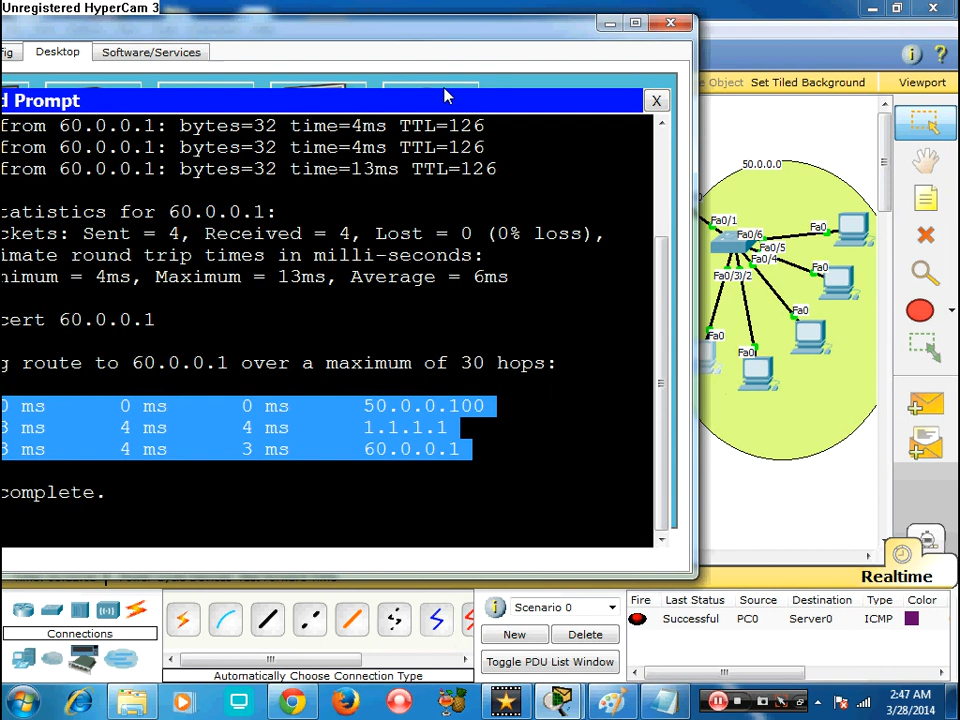 Unregistered HyperCam 3
fig
Desktop
Software/Services
e Object
Set Tiled Background
Viewport
d Prompt
X
from 60.0.0.1: bytes=32 time=4ms TTL=126
from 60.0.0.1: bytes=32 time=4ms TTL=126
from 60.0.0.1: bytes=32 time=13ms TTL=126
tatistics for 60.0.0.1:
ckets: Sent = 4, Received = 4, Lost = 0 (0% loss),
imate round trip times in milli-seconds:
nimum = 4ms, Maximum = 13ms, Average = 6ms
cert 60.0.0.1
g route to 60.0.0.1 over a maximum of 30 hops:
0 ms 0 ms 0 ms 50.0.0.100
3 ms 4 ms 4 ms 1.1.1.1
3 ms 4 ms 3 ms 60.0.0.1
complete.
50.0.0.0
Fa0/1
Fa0
Fa0/6
Fa0/5
Fa0/4
Fa0
Fa0/3/2
Fa0
Fa0
Fa0
Realtime
Connections
Automatically Choose Connection Type
Scenario 0
New
Delete
Toggle PDU List Window
Fire Last Status Source Destination Type Color
Successful PC0 Server0 ICMP
2:47 AM
3/28/2014